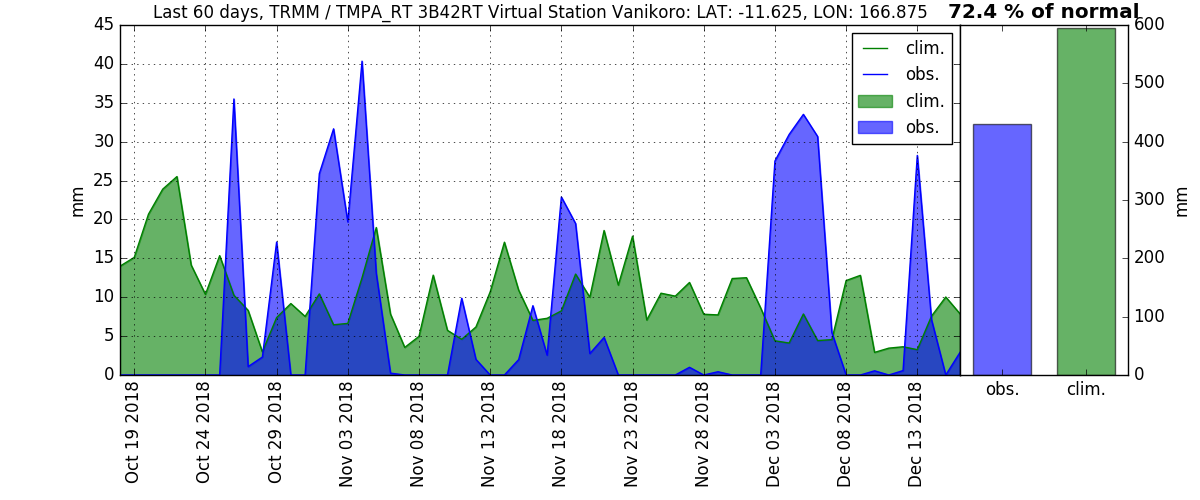 Last 60 days, TRMM / TMPA_RT 3B42RT Virtual Station Vanikoro: LAT: -11.625, LON: 166.875
72.4 % of normal
45
40
35
30
25
20
15
10
5
0
mm
clim.
obs.
clim.
obs.
600
500
400
300
200
100
0
mm
obs.
clim.
Oct 19 2018
Oct 24 2018
Oct 29 2018
Nov 03 2018
Nov 08 2018
Nov 13 2018
Nov 18 2018
Nov 23 2018
Nov 28 2018
Dec 03 2018
Dec 08 2018
Dec 13 2018